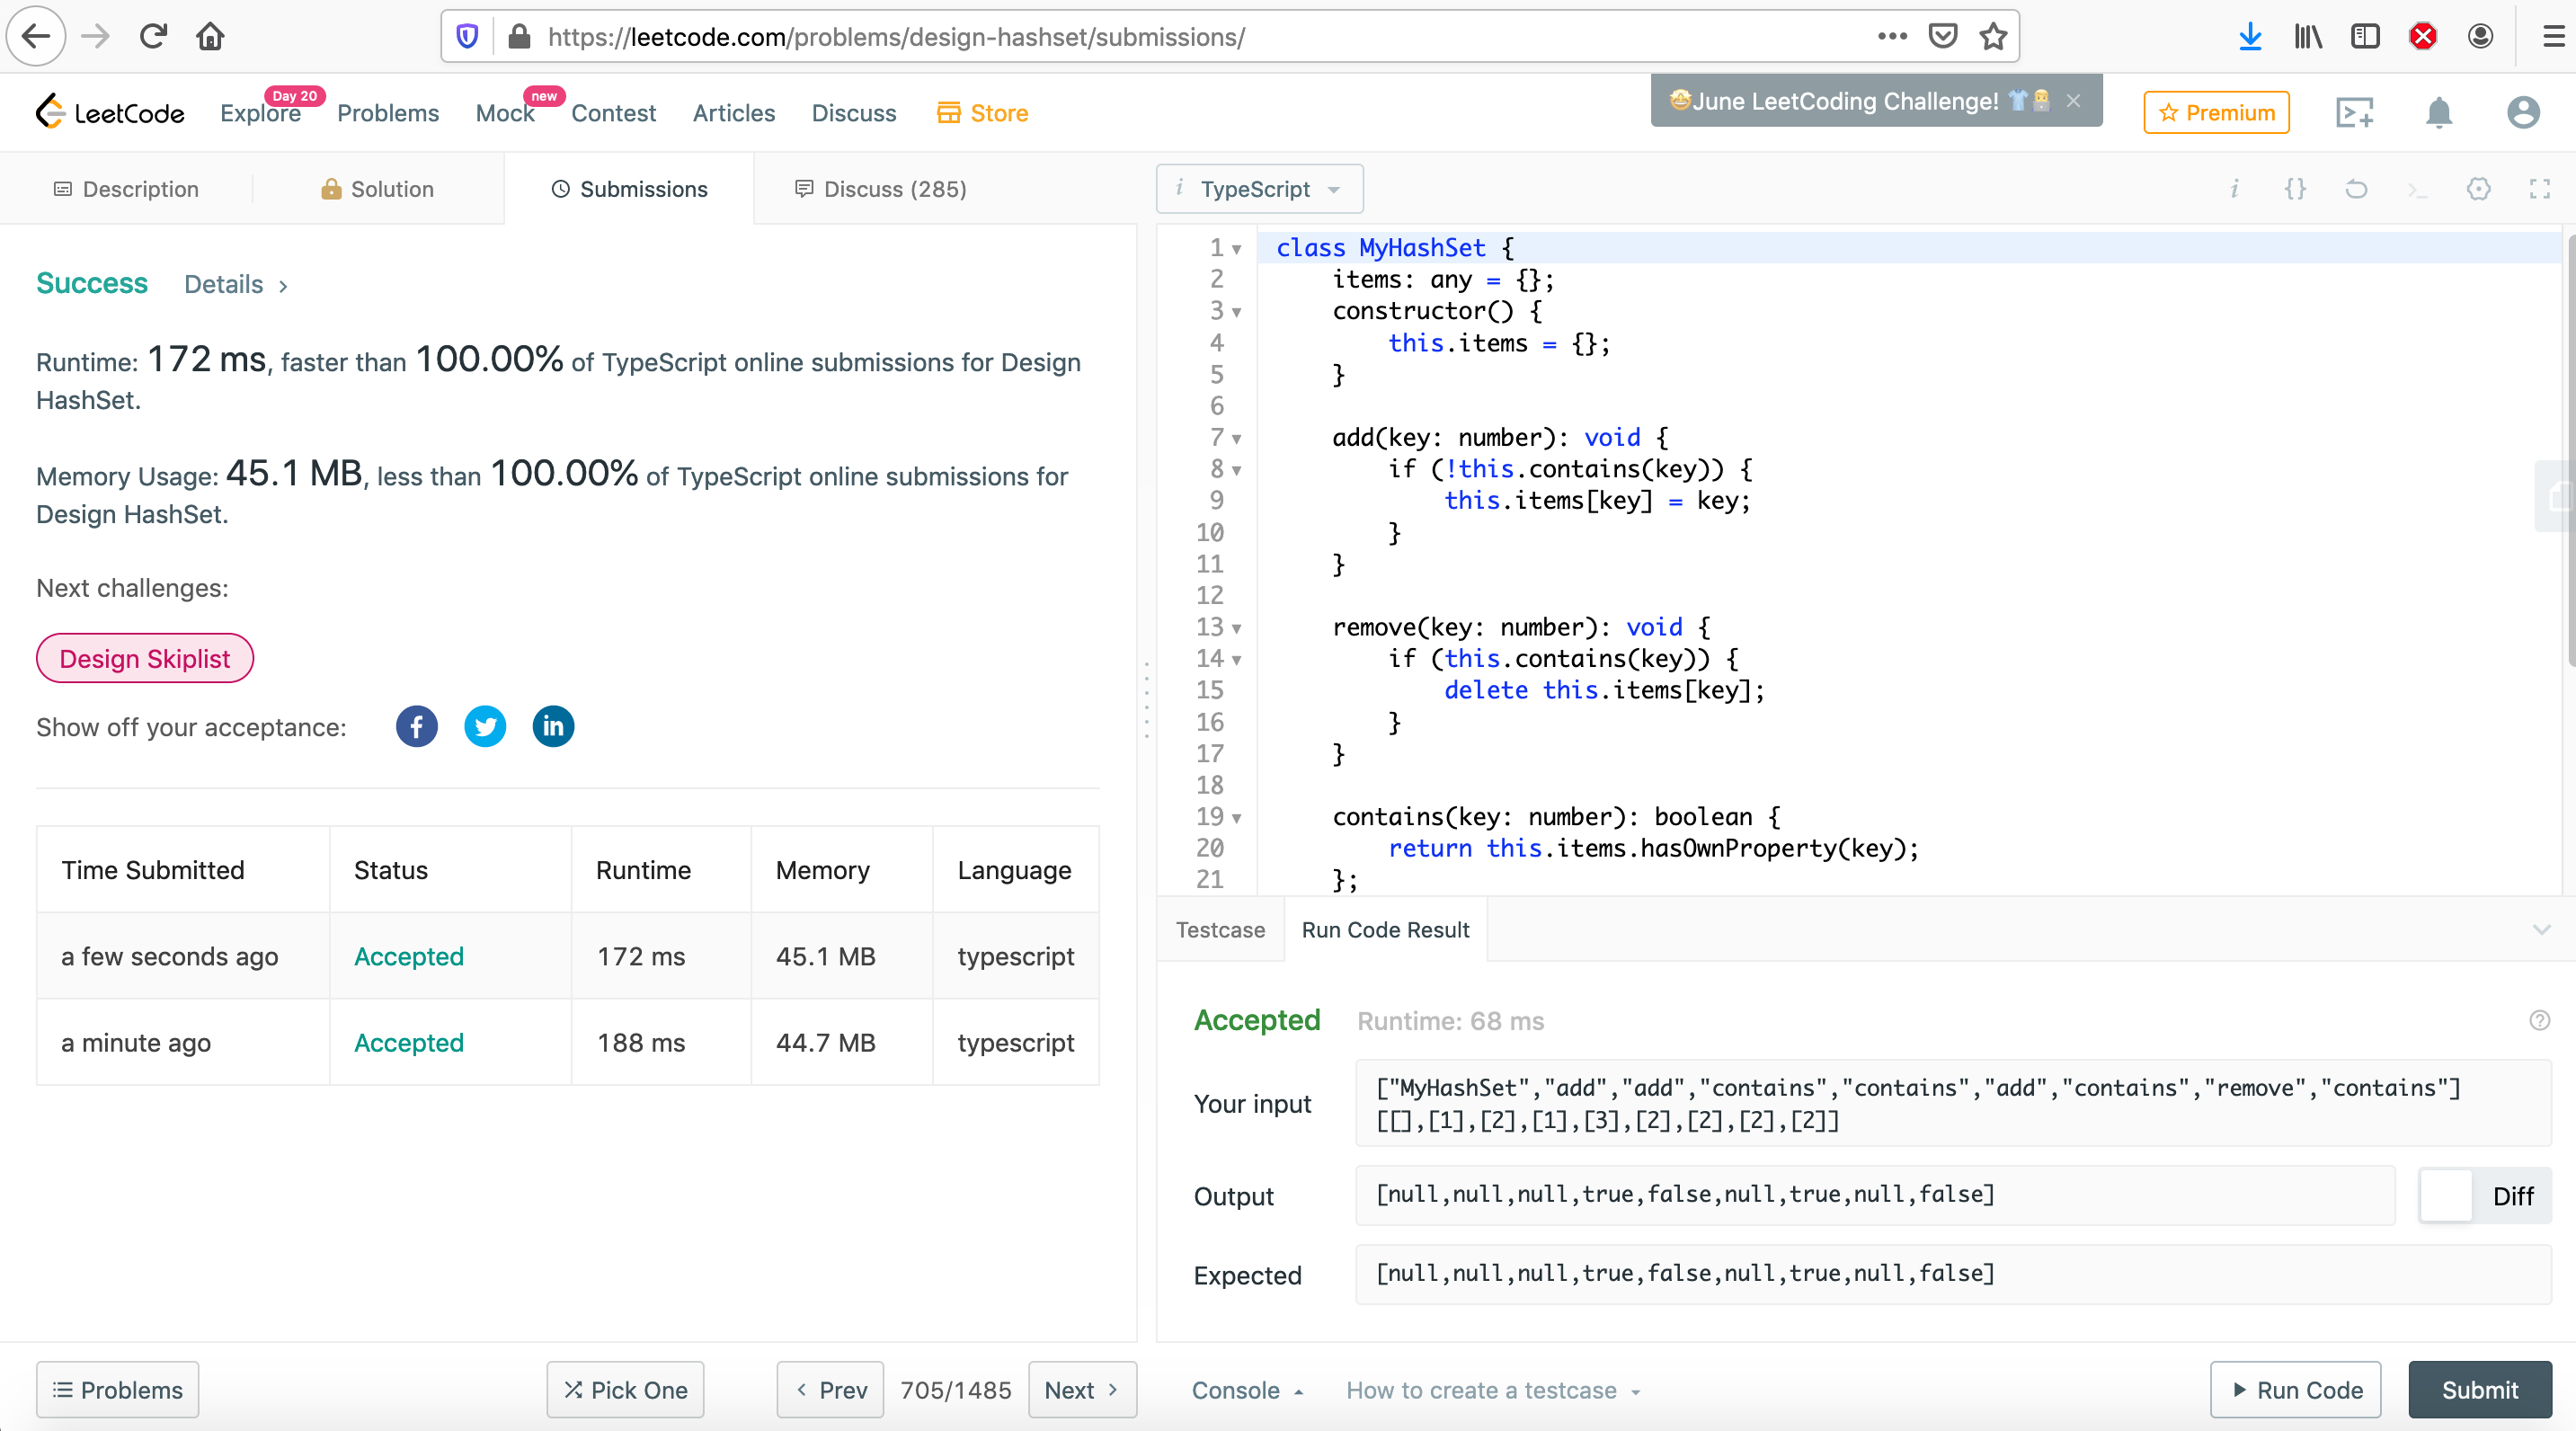 https://leetcode.com/problems/design-hashset/submissions/
LeetCode
Explore
Day 20
Problems
Mock
new
Contest
Articles
Discuss
Store
🤩June LeetCoding Challenge! 👕👩‍💻 ×
Premium
Description
Solution
Submissions
Discuss (285)
i TypeScript
Success Details >
Runtime: 172 ms, faster than 100.00% of TypeScript online submissions for Design
HashSet.
Memory Usage: 45.1 MB, less than 100.00% of TypeScript online submissions for
Design HashSet.
Next challenges:
Design Skiplist
Show off your acceptance:
Time Submitted Status Runtime Memory Language
a few seconds ago Accepted 172 ms 45.1 MB typescript
a minute ago Accepted 188 ms 44.7 MB typescript
1 class MyHashSet {
2 items: any = {};
3 constructor() {
4 this.items = {};
5 }
6
7 add(key: number): void {
8 if (!this.contains(key)) {
9 this.items[key] = key;
10 }
11 }
12
13 remove(key: number): void {
14 if (this.contains(key)) {
15 delete this.items[key];
16 }
17 }
18
19 contains(key: number): boolean {
20 return this.items.hasOwnProperty(key);
21 };
Testcase
Run Code Result
Accepted Runtime: 68 ms
Your input
["MyHashSet","add","add","contains","contains","add","contains","remove","contains"]
[[],[1],[2],[1],[3],[2],[2],[2],[2]]
Output
[null,null,null,true,false,null,true,null,false]
Diff
Expected
[null,null,null,true,false,null,true,null,false]
Problems
Pick One
Prev
705/1485
Next
Console
How to create a testcase
Run Code
Submit